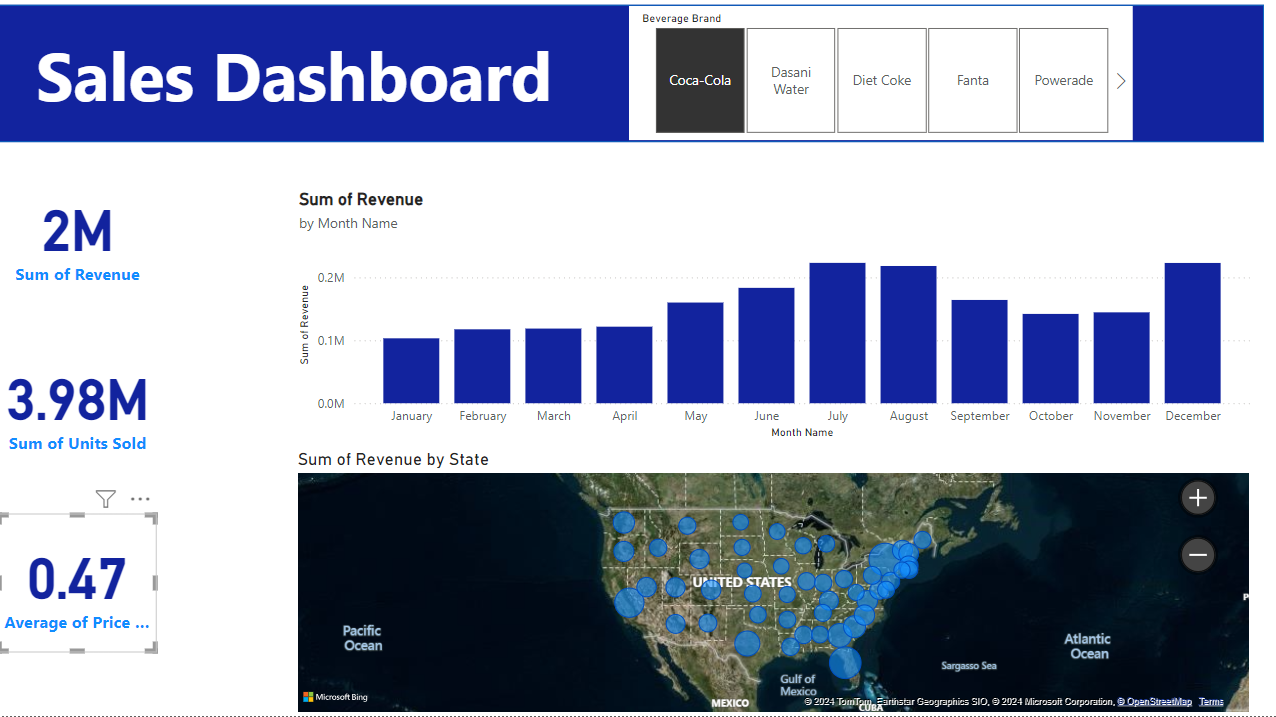 Sales Dashboard
Beverage Brand
Coca-Cola
Dasani
Water
Diet Coke
Fanta
Powerade
2M
Sum of Revenue
3.98M
Sum of Units Sold
0.47
Average of Price ...
Sum of Revenue
by Month Name
Sum of Revenue
0.2M
0.1M
0.0M
January February March April May June July August September October November December
Month Name
Sum of Revenue by State
UNITED STATES
Pacific
Ocean
Atlantic
Ocean
Sargasso Sea
Gulf of
Mexico
MEXICO
CUBA
P
Microsoft Bing
© 2024 TomTom, Earthstar Geographics SIO, © 2024 Microsoft Corporation, © OpenStreetMap Terms